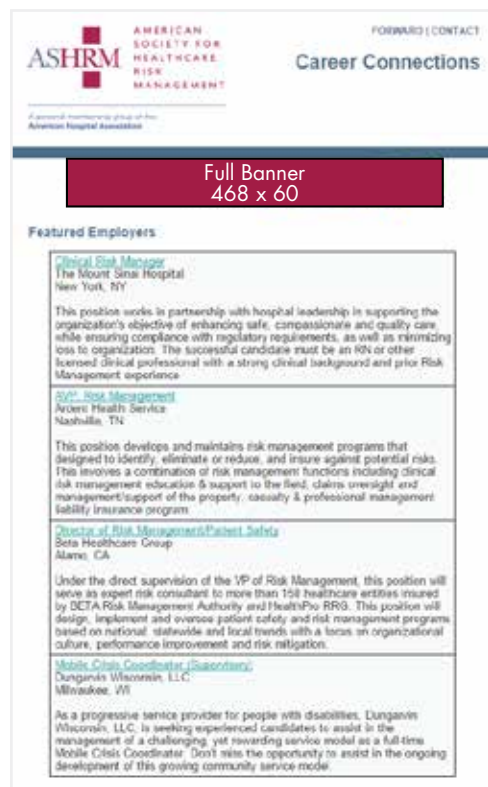 ASHRM
AMERICAN
SOCIETY FOR
HEALTHCARE
RISK
MANAGEMENT
A personal membership group of the
American Hospital Association
FORWARD | CONTACT
Career Connections
Full Banner
468 x 60
Featured Employers
Clinical Risk Manager
The Mount Sinai Hospital
New York, NY
This position works in partnership with hospital leadership in supporting the
organization's objective of enhancing safe, compassionate and quality care,
while ensuring compliance with regulatory requirements, as well as minimizing
loss to organization. The successful candidate must be an RN or other
licensed clinical professional with a strong clinical background and prior Risk
Management experience
AVP, Risk Management
Ardent Health Service
Nashville, TN
This position develops and maintains risk management programs that
designed to identify, eliminate or reduce, and insure against potential risks.
This involves a combination of risk management functions including clinical
risk management education & support to the field, claims oversight and
management/support of the property, casualty & professional management
liability insurance program.
Director of Risk Management/Patient Safety
Beta Healthcare Group
Alamo, CA
Under the direct supervision of the VP of Risk Management, this position will
serve as expert risk consultant to more than 150 healthcare entities insured
by BETA Risk Management Authority and HealthPro RRG. This position will
design, implement and oversee patient safety and risk management programs
based on national, statewide and local trends with a focus on organizational
culture, performance improvement and risk mitigation.
Mobile Crisis Coordinator (Supervisory)
Dungarvin Wisconsin, LLC
Milwaukee, WI
As a progressive service provider for people with disabilities, Dungarvin
Wisconsin, LLC, is seeking experienced candidates to assist in the
management of a challenging, yet rewarding service model as a full-time
Mobile Crisis Coordinator. Don't miss the opportunity to assist in the ongoing
development of this growing community service model.